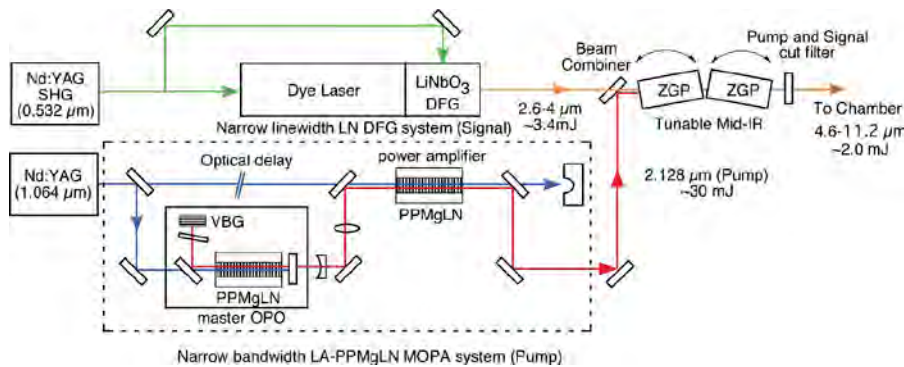 Nd:YAG
SHG
(0.532 µm)
Dye Laser
LiNbO3
DFG
Narrow linewidth LN DFG system (Signal)
2.6-4 µm
~3.4mJ
Beam
Combiner
ZGP
ZGP
Tunable Mid-IR
Pump and Signal
cut filter
To Chamber
4.6-11.2 µm
~2.0 mJ
Nd:YAG
(1.064 µm)
Optical delay
power amplifier
PPMgLN
2.128 µm (Pump)
~30 mJ
VBG
PPMgLN
master OPO
Narrow bandwidth LA-PPMgLN MOPA system (Pump)